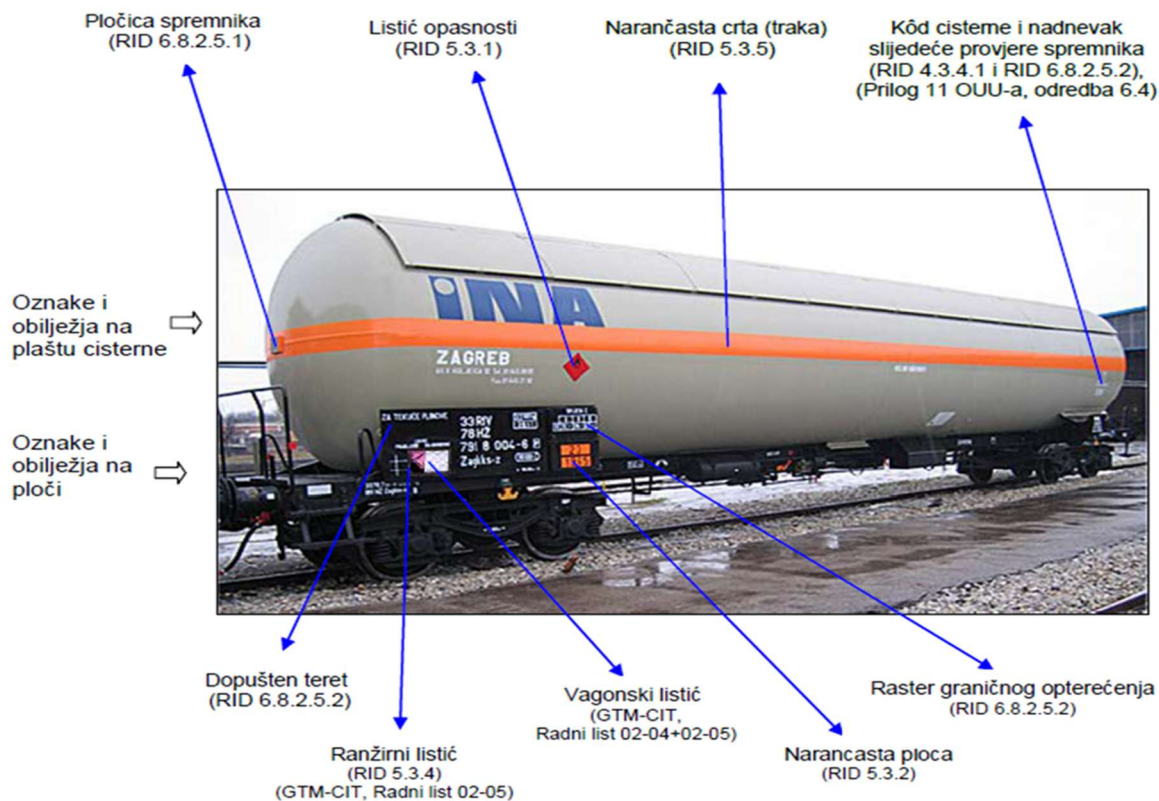 Pločica spremnika
(RID 6.8.2.5.1)
Listić opasnosti
(RID 5.3.1)
Narančasta crta (traka)
(RID 5.3.5)
Kôd cisterne i nadnevak
slijedeće provjere spremnika
(RID 4.3.4.1 i RID 6.8.2.5.2),
(Prilog 11 OUU-a, odredba 6.4)
Oznake i
obilježja na
plaštu cisterne
iNA
ZAGREB
ZA TEKUĆE PLINOVE
33 RIV
78 HŽ
791 8 004-6
Zagkks-z
Oznake i
obilježja na
ploči
Dopušten teret
(RID 6.8.2.5.2)
Ranžirni listić
(RID 5.3.4)
(GTM-CIT, Radni list 02-05)
Vagonski listić
(GTM-CIT,
Radni list 02-04+02-05)
Narancasta ploca
(RID 5.3.2)
Raster graničnog opterećenja
(RID 6.8.2.5.2)